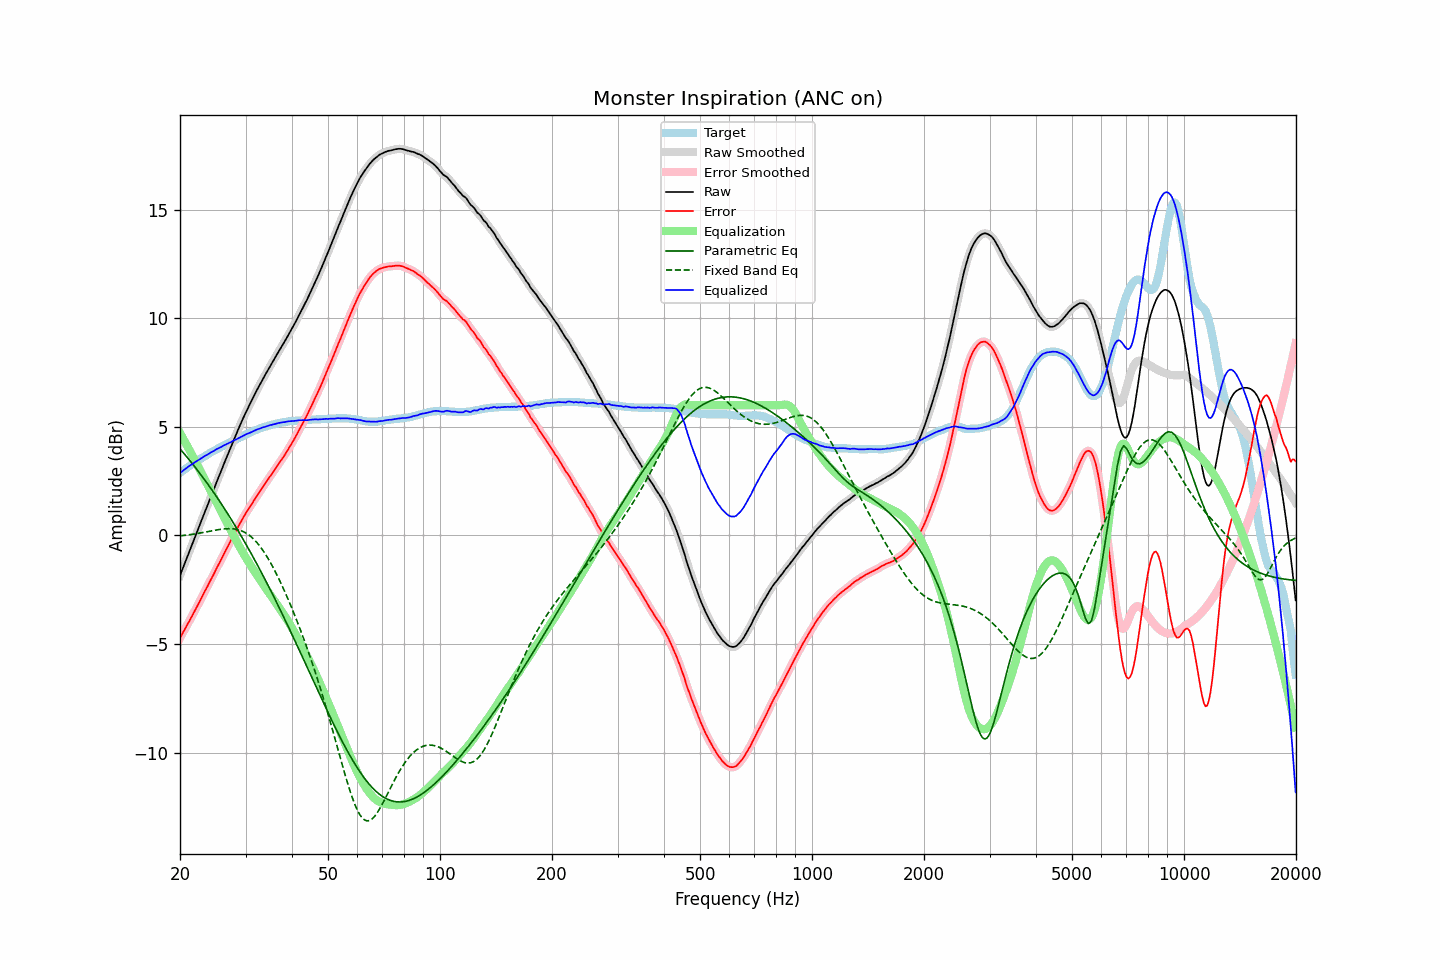 Monster Inspiration (ANC on)
Target
Raw Smoothed
Error Smoothed
Raw
Error
Equalization
Parametric Eq
Fixed Band Eq
Equalized
Amplitude (dBr)
15
10
5
0
−5
−10
20
50
100
200
500
1000
2000
5000
10000
20000
Frequency (Hz)